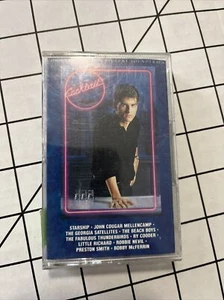 Cocktail
STARSHIP • JOHN COUGAR MELLENCAMP •
THE GEORGIA SATELLITES • THE BEACH BOYS •
THE FABULOUS THUNDERBIRDS • RY COODER •
LITTLE RICHARD • ROBBIE NEVIL •
PRESTON SMITH • BOBBY McFERRIN